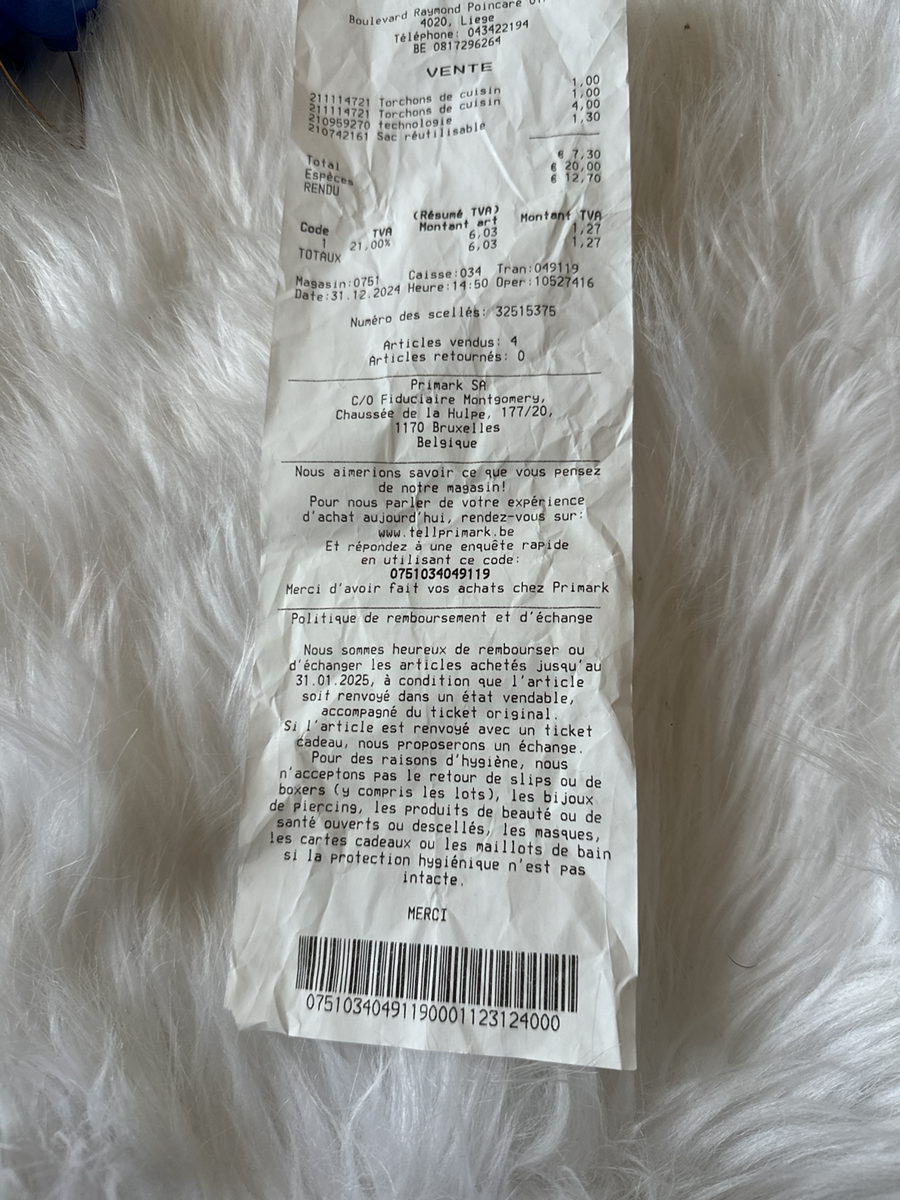 Boulevard Raymond Poincaré
4020, Liege
Téléphone: 043422194
BE 0817296264
VENTE
211114721 Torchons de cuisin 1,00
211114721 Torchons de cuisin 1,00
210959270 technologie 4,00
210742161 Sac réutilisable 1,30
Total € 7,30
Espèces € 20,00
RENDU € 12,70
(Résumé TVA)
Code TVA Montant art Montant TVA
1 21,00% 6,03 1,27
TOTAUX 6,03 1,27
Magasin:0751 Caisse:034 Tran:049119
Date:31.12.2024 Heure:14:50 Oper:10527416
Numéro des scellés: 32515375
Articles vendus: 4
Articles retournés: 0
Primark SA
C/O Fiduciaire Montgomery,
Chaussée de la Hulpe, 177/20,
1170 Bruxelles
Belgique
Nous aimerions savoir ce que vous pensez
de notre magasin!
Pour nous parler de votre expérience
d'achat aujourd'hui, rendez-vous sur:
www.tellprimark.be
Et répondez à une enquête rapide
en utilisant ce code:
0751034049119
Merci d'avoir fait vos achats chez Primark
Politique de remboursement et d'échange
Nous sommes heureux de rembourser ou
d'échanger les articles achetés jusqu'au
31.01.2025, à condition que l'article
soit renvoyé dans un état vendable,
accompagné du ticket original.
Si l'article est renvoyé avec un ticket
cadeau, nous proposerons un échange.
Pour des raisons d'hygiène, nous
n'acceptons pas le retour de slips ou de
boxers (y compris les lots), les bijoux
de piercing, les produits de beauté ou de
santé ouverts ou descellés, les masques,
les cartes cadeaux ou les maillots de bain
si la protection hygiénique n'est pas
intacte.
MERCI
07510340491190001123124000